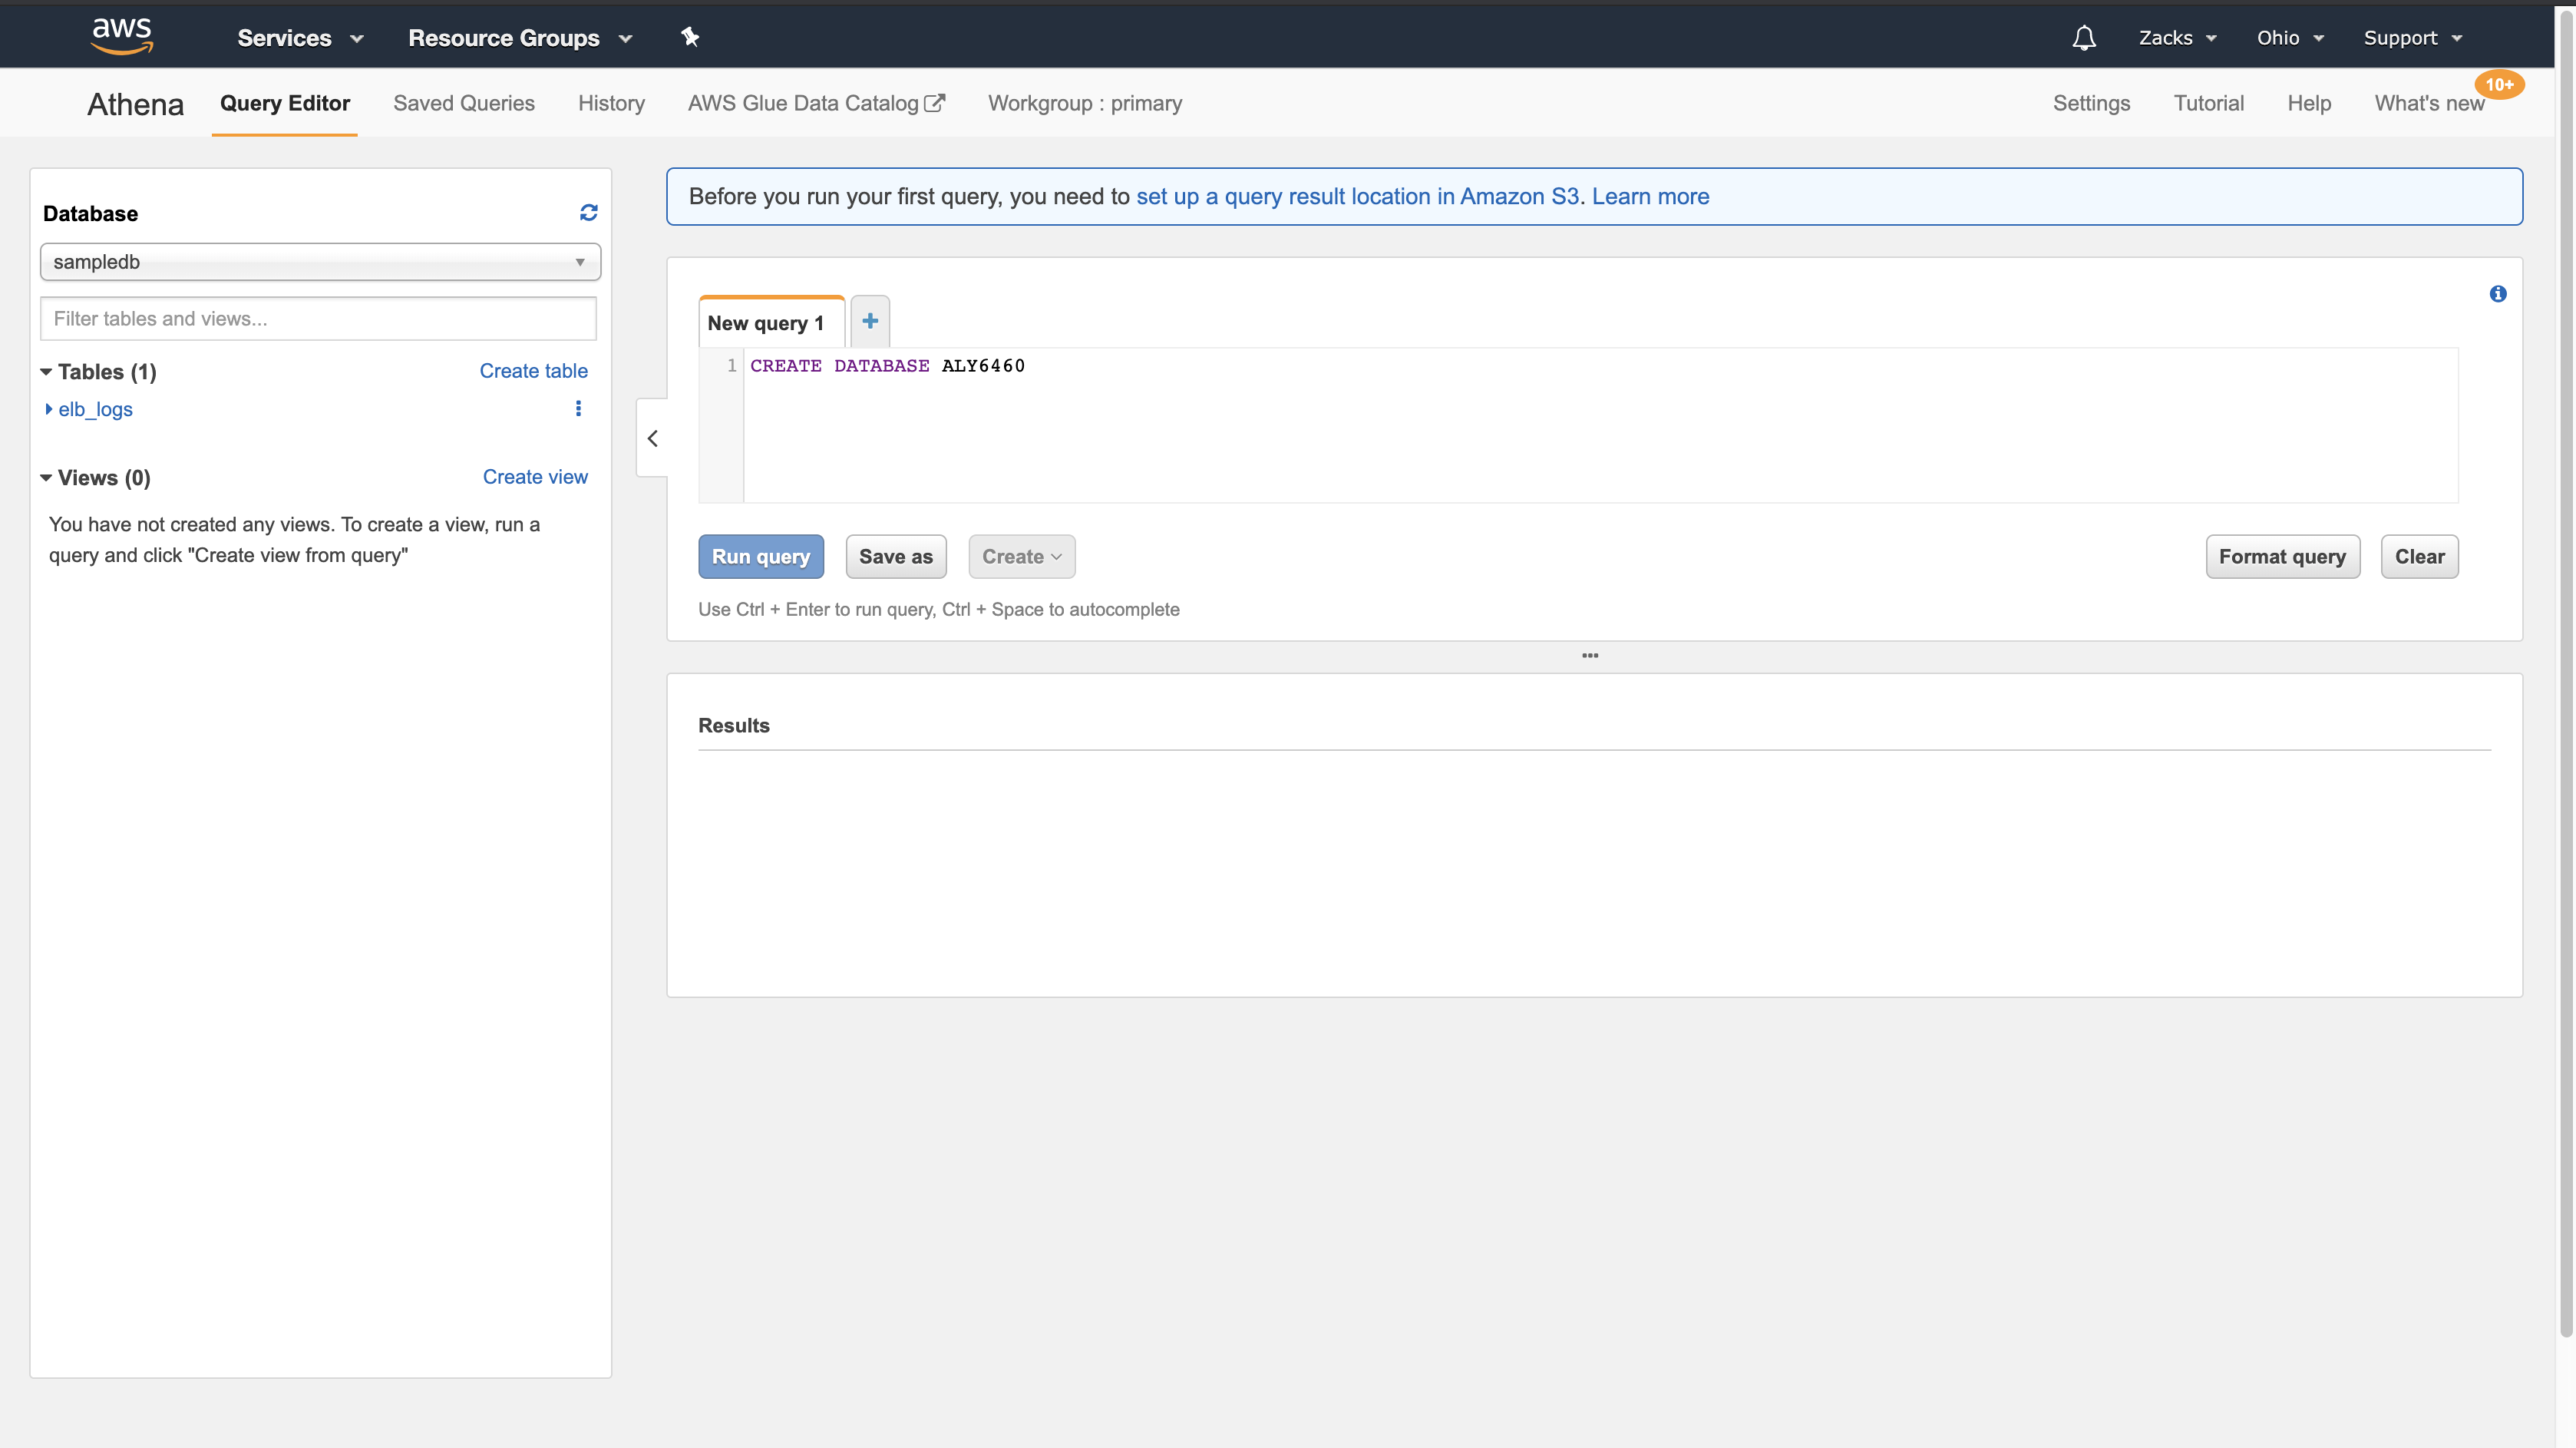 aws Services Resource Groups Zacks Ohio Support
Athena Query Editor Saved Queries History AWS Glue Data Catalog Workgroup : primary Settings Tutorial Help What's new 10+
Database
sampledb
Filter tables and views...
Tables (1) Create table
elb_logs
Views (0) Create view
You have not created any views. To create a view, run a
query and click "Create view from query"
Before you run your first query, you need to set up a query result location in Amazon S3. Learn more
New query 1
1 CREATE DATABASE ALY6460
Run query Save as Create Format query Clear
Use Ctrl + Enter to run query, Ctrl + Space to autocomplete
Results